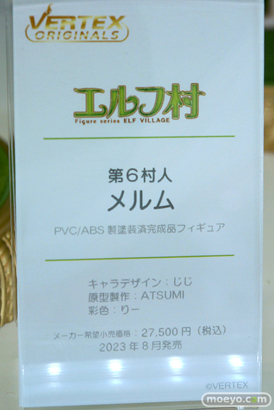 VERTEX
ORIGINALS
エルフ村
Figure series ELF VILLAGE
第6村人
メルム
PVC/ABS 製塗装済完成品フィギュア
キャラデザイン：じじ
原型製作：ATSUMI
彩色：りー
メーカー希望小売価格：27,500円（税込）
2023年8月発売
©VERTEX
moeyo.com